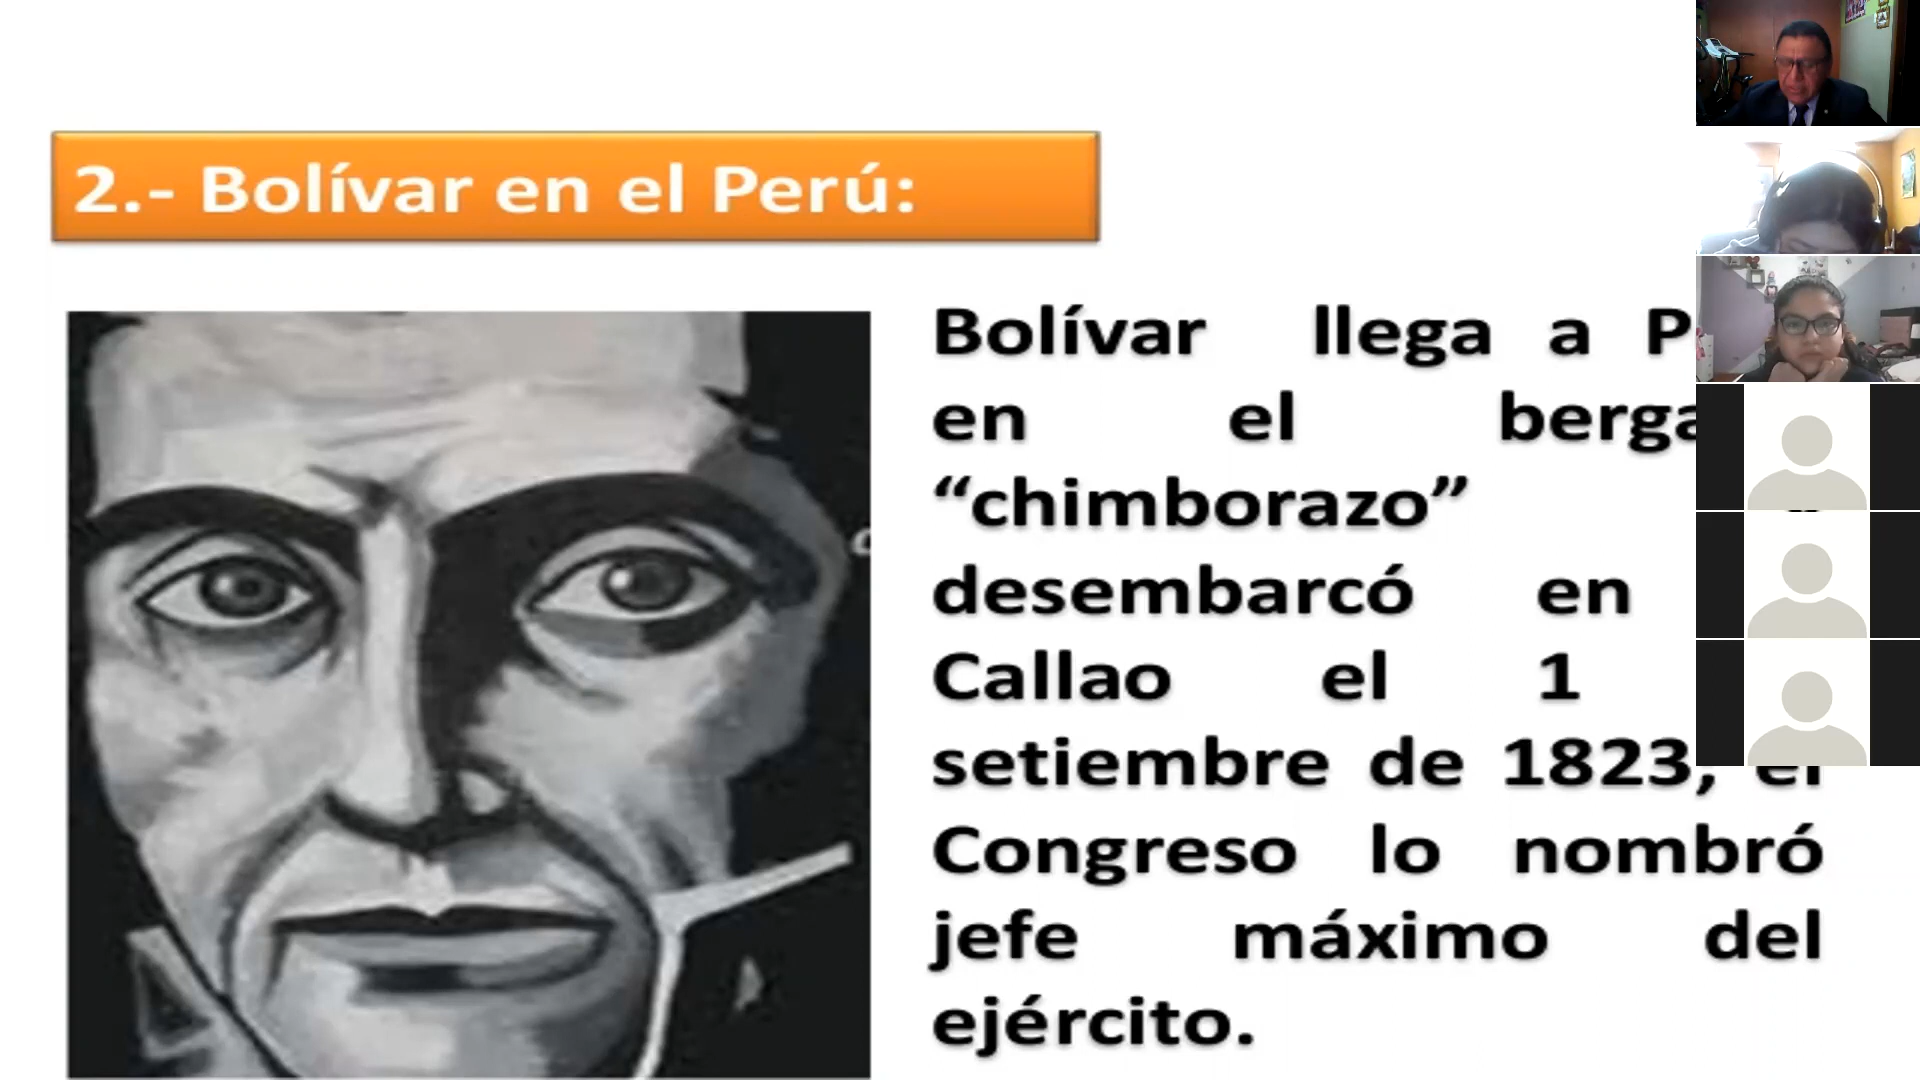 2.- Bolívar en el Perú:
Bolívar llega a
en el
“chimborazo”
desembarcó en
Callao el 1
setiembre de 1823, el
Congreso lo nombró
jefe máximo del
ejército.